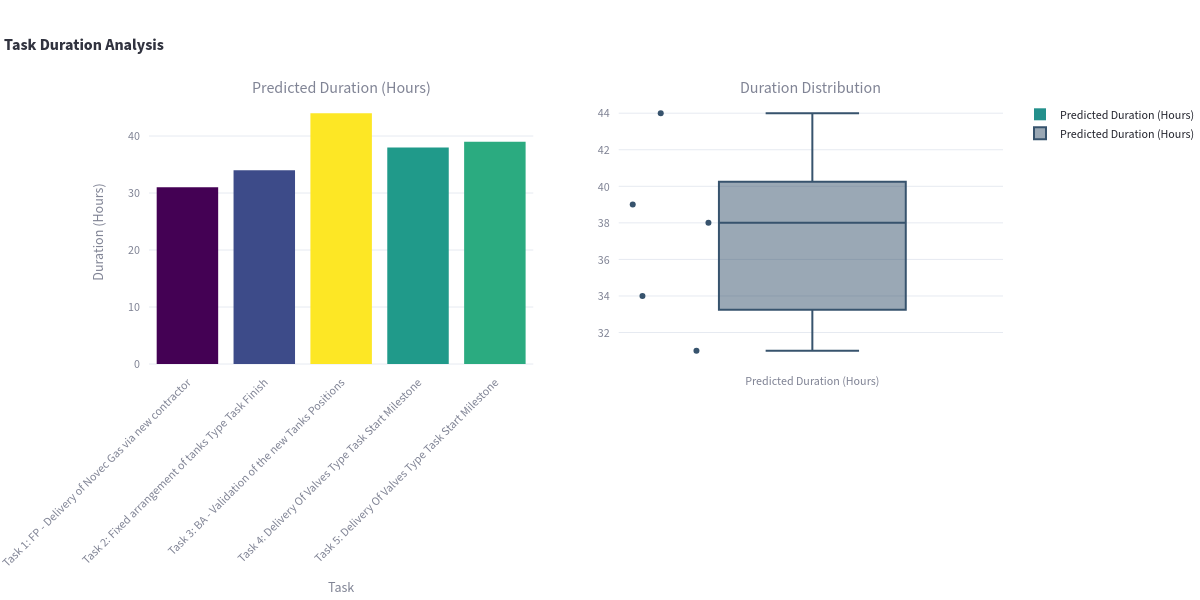 Task Duration Analysis
Predicted Duration (Hours)
Duration (Hours)
40
30
20
10
0
Task 1: FP - Delivery of Novec Gas via new contractor
Task 2: Fixed arrangement of tanks Type Task Finish
Task 3: BA - Validation of the new Tanks Positions
Task 4: Delivery Of Valves Type Task Start Milestone
Task 5: Delivery Of Valves Type Task Start Milestone
Task
Duration Distribution
44
42
40
38
36
34
32
Predicted Duration (Hours)
Predicted Duration (Hours)
Predicted Duration (Hours)